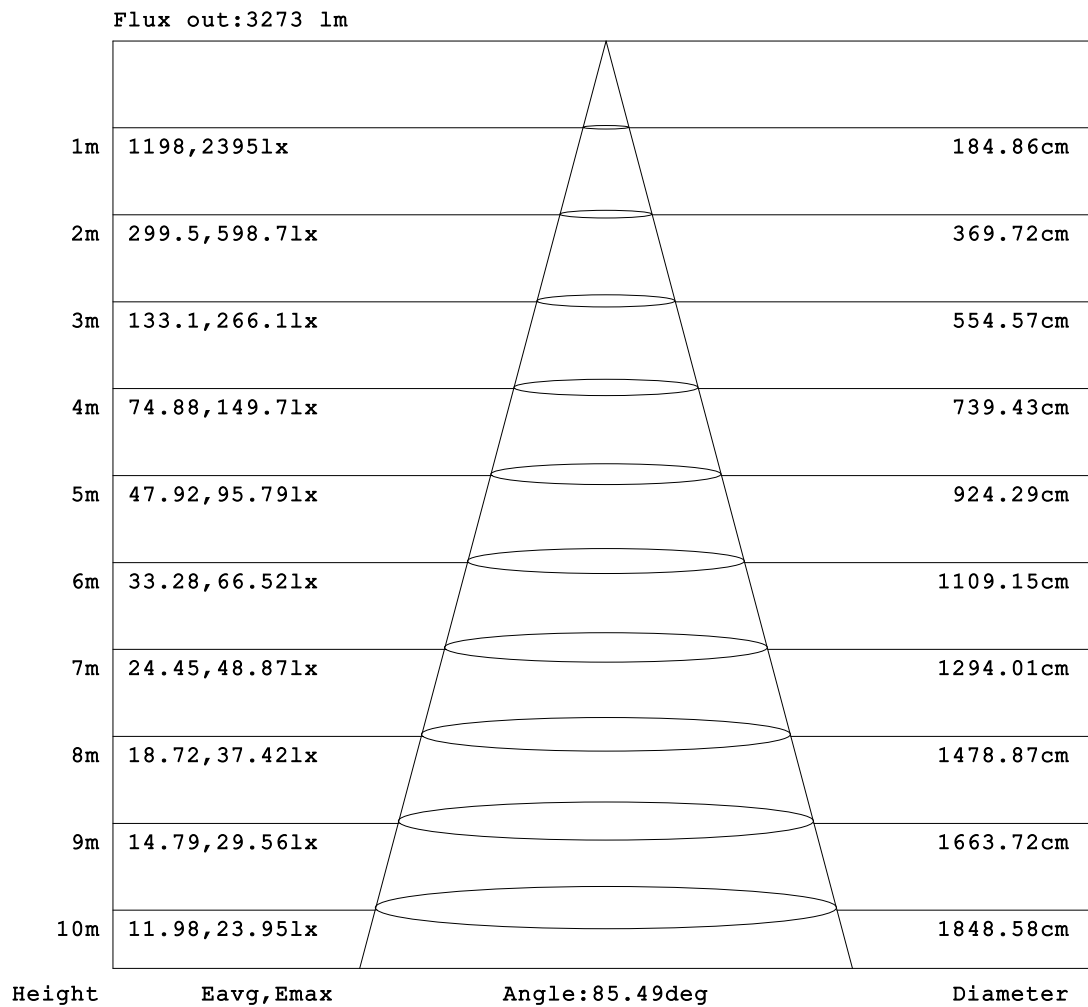 Flux out:3273 lm
1m 1198,2395lx 184.86cm
2m 299.5,598.7lx 369.72cm
3m 133.1,266.1lx 554.57cm
4m 74.88,149.7lx 739.43cm
5m 47.92,95.79lx 924.29cm
6m 33.28,66.52lx 1109.15cm
7m 24.45,48.87lx 1294.01cm
8m 18.72,37.42lx 1478.87cm
9m 14.79,29.56lx 1663.72cm
10m 11.98,23.95lx 1848.58cm
Height Eavg,Emax Angle:85.49deg Diameter